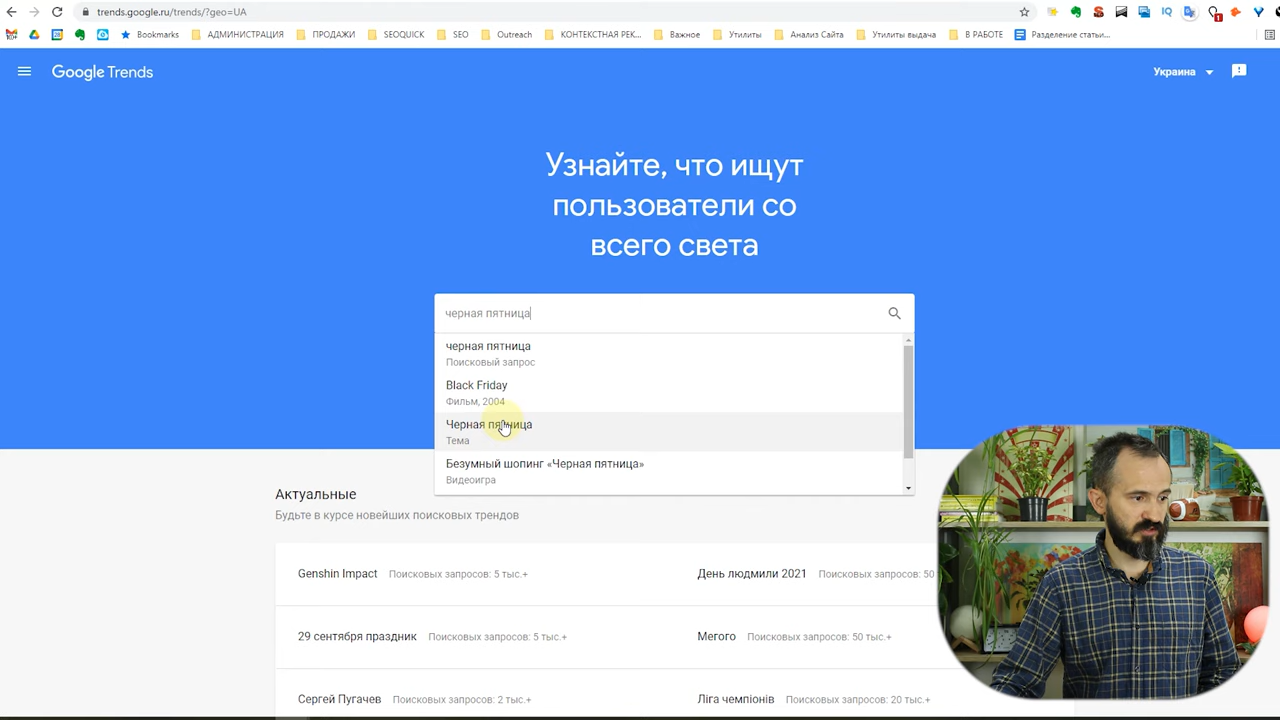 trends.google.ru/trends/?geo=UA
Bookmarks АДМИНИСТРАЦИЯ ПРОДАЖИ SEOQUICK SEO Outreach КОНТЕКСТНАЯ РЕК... Важное Утилиты Анализ Сайта Утилиты выдача В РАБОТЕ Разделение статьи...
Google Trends
Украина
Узнайте, что ищут
пользователи со
всего света
черная пятница
черная пятница
Поисковый запрос
Black Friday
Фильм, 2004
Черная пятница
Тема
Безумный шопинг «Черная пятница»
Видеоигра
Актуальные
Будьте в курсе новейших поисковых трендов
Genshin Impact Поисковых запросов: 5 тыс.+
День людмили 2021 Поисковых запросов: 50
29 сентября праздник Поисковых запросов: 5 тыс.+
Мегого Поисковых запросов: 50 тыс.+
Сергей Пугачев Поисковых запросов: 2 тыс.+
Ліга чемпіонів Поисковых запросов: 20 тыс.+